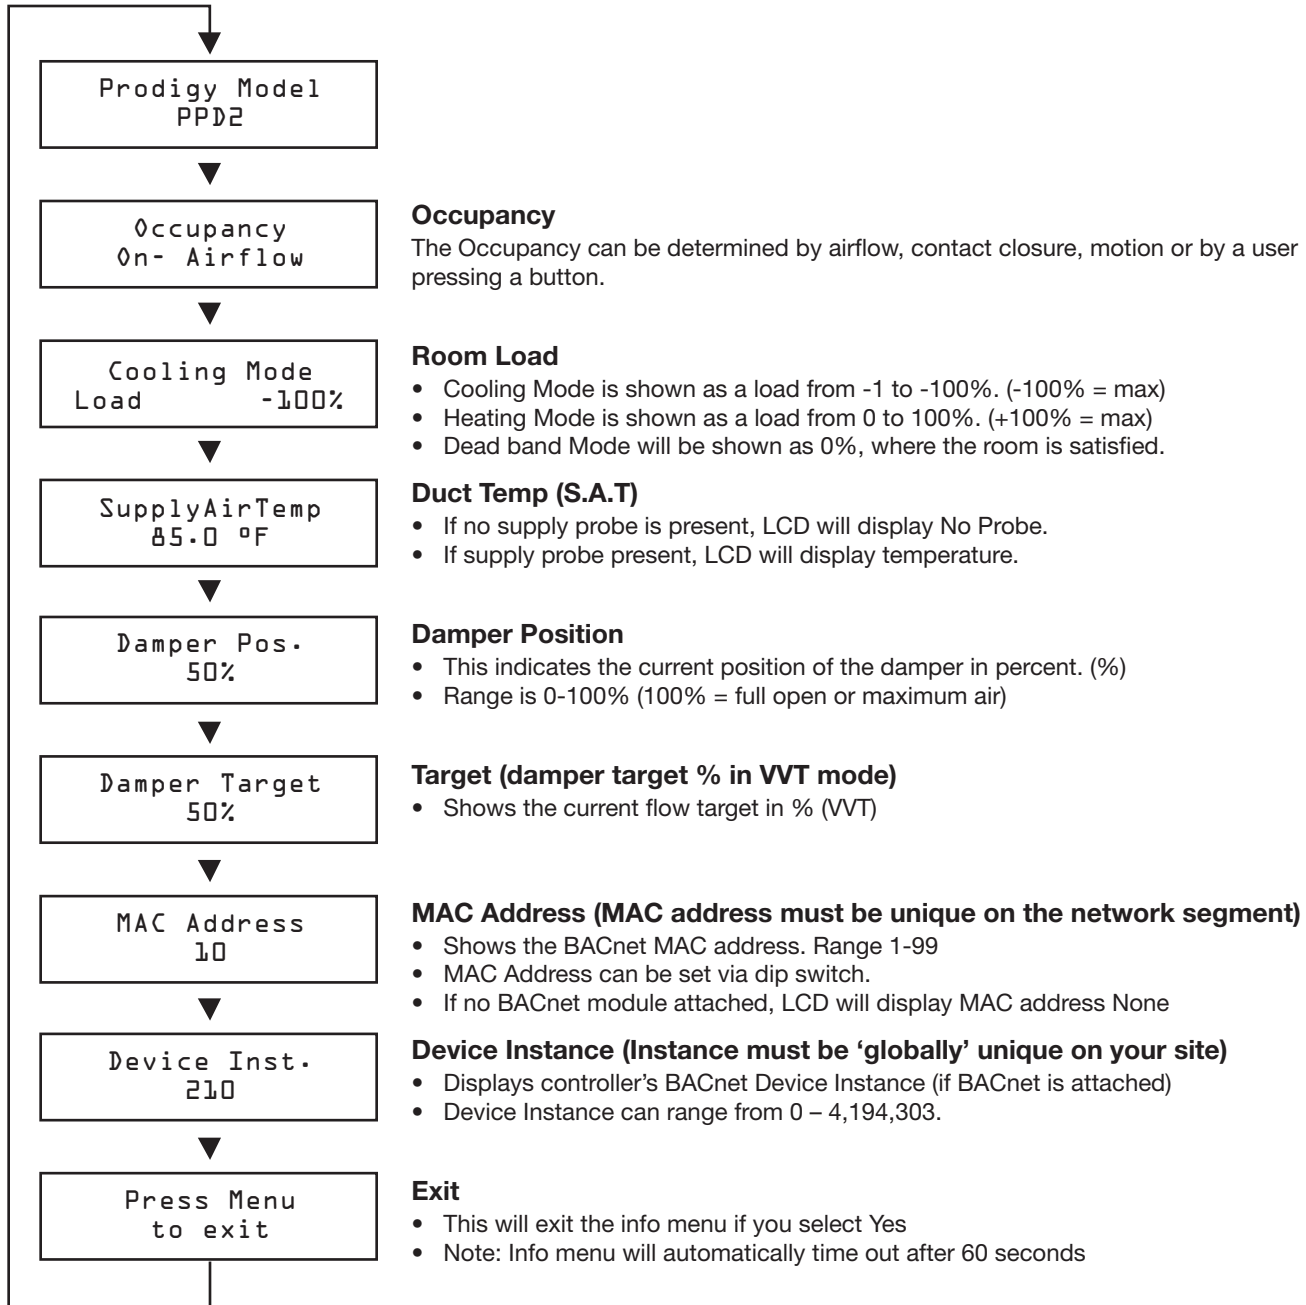 Prodigy Model
PPD2
Occupancy
On- Airflow
Occupancy
The Occupancy can be determined by airflow, contact closure, motion or by a user
pressing a button.
Cooling Mode
Load -100%
Room Load
• Cooling Mode is shown as a load from -1 to -100%. (-100% = max)
• Heating Mode is shown as a load from 0 to 100%. (+100% = max)
• Dead band Mode will be shown as 0%, where the room is satisfied.
SupplyAirTemp
85.0 ºF
Duct Temp (S.A.T)
• If no supply probe is present, LCD will display No Probe.
• If supply probe present, LCD will display temperature.
Damper Pos.
50%
Damper Position
• This indicates the current position of the damper in percent. (%)
• Range is 0-100% (100% = full open or maximum air)
Damper Target
50%
Target (damper target % in VVT mode)
• Shows the current flow target in % (VVT)
MAC Address
10
MAC Address (MAC address must be unique on the network segment)
• Shows the BACnet MAC address. Range 1-99
• MAC Address can be set via dip switch.
• If no BACnet module attached, LCD will display MAC address None
Device Inst.
210
Device Instance (Instance must be ‘globally’ unique on your site)
• Displays controller’s BACnet Device Instance (if BACnet is attached)
• Device Instance can range from 0 – 4,194,303.
Press Menu
to exit
Exit
• This will exit the info menu if you select Yes
• Note: Info menu will automatically time out after 60 seconds